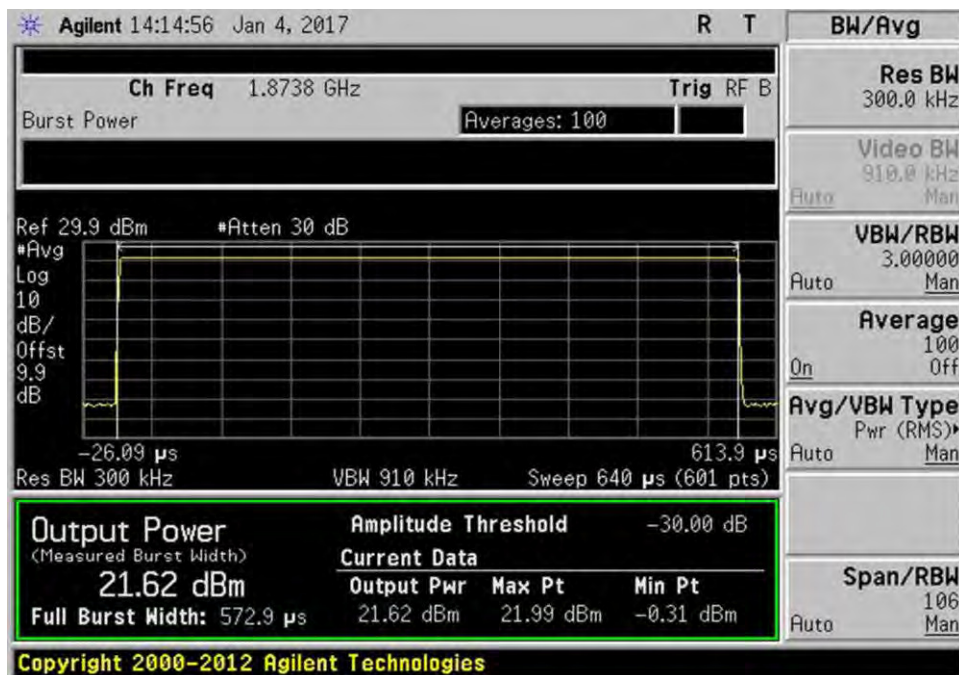 Agilent 14:14:56 Jan 4, 2017 R T
BW/Avg
Ch Freq 1.8738 GHz Trig RF B
Burst Power Averages: 100
Ref 29.9 dBm #Atten 30 dB
#Avg
Log
10
dB/
Offst
9.9
dB
-26.09 µs 613.9 µs
Res BW 300 kHz VBW 910 kHz Sweep 640 µs (601 pts)
Output Power
(Measured Burst Width)
21.62 dBm
Full Burst Width: 572.9 µs
Amplitude Threshold -30.00 dB
Current Data
Output Pwr Max Pt Min Pt
21.62 dBm 21.99 dBm -0.31 dBm
Res BW
300.0 kHz
Video BW
910.0 kHz
Auto Man
VBW/RBW
3.00000
Auto Man
Average
100
On Off
Avg/VBW Type
Pwr (RMS)
Auto Man
Span/RBW
106
Auto Man
Copyright 2000-2012 Agilent Technologies